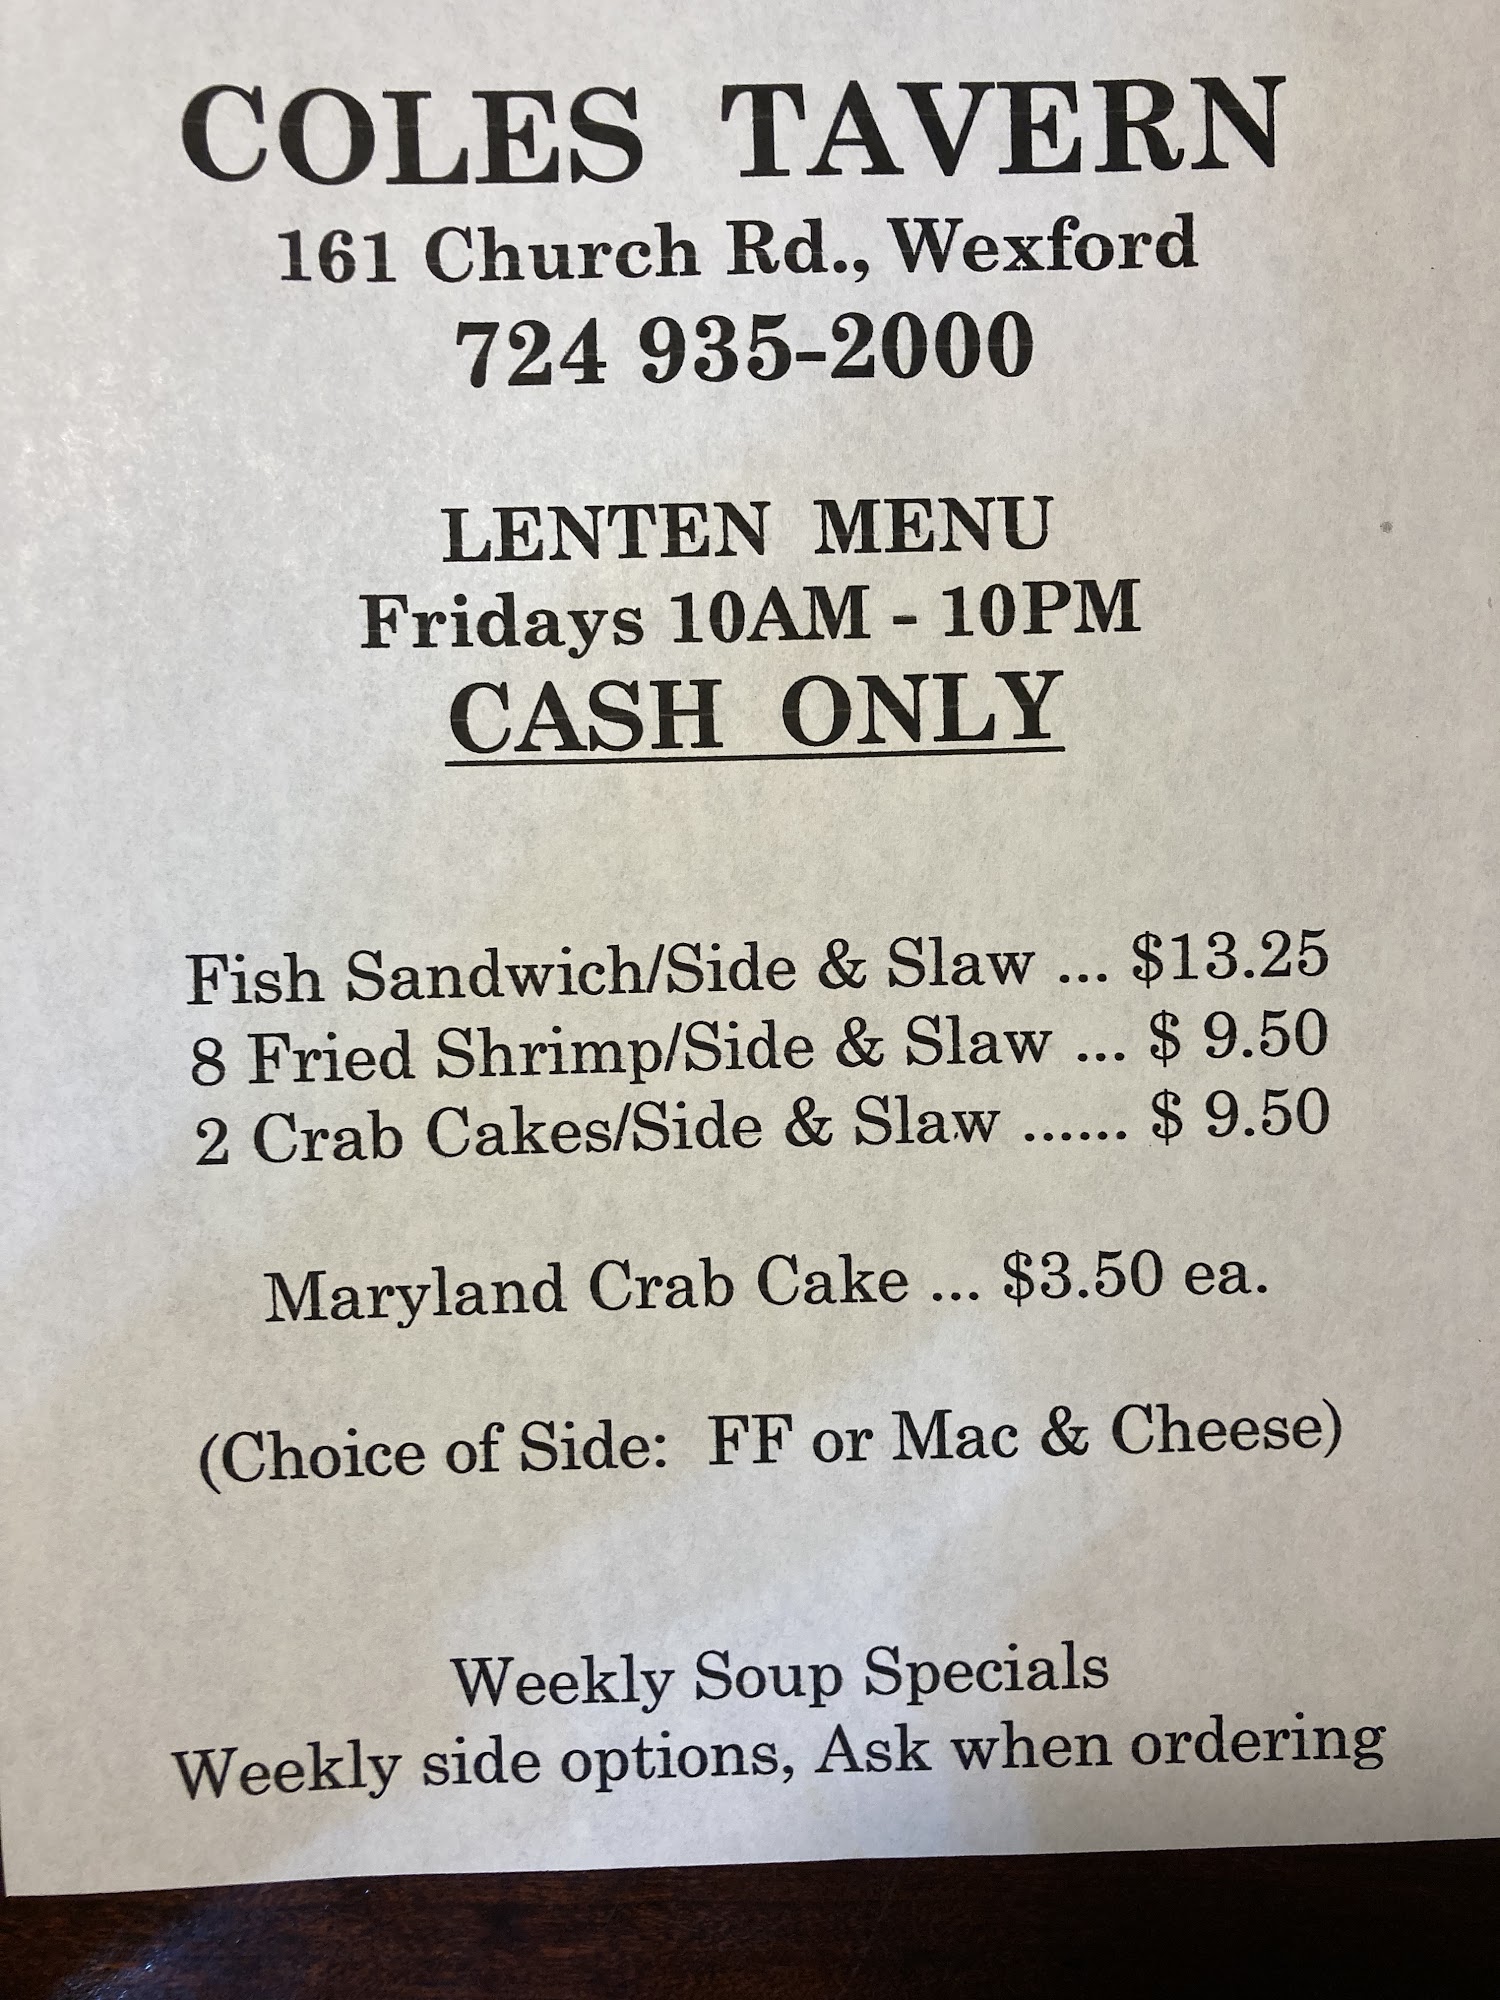 COLES TAVERN
161 Church Rd., Wexford
724 935-2000
LENTEN MENU
Fridays 10AM - 10PM
CASH ONLY
Fish Sandwich/Side & Slaw ... $13.25
8 Fried Shrimp/Side & Slaw ... $ 9.50
2 Crab Cakes/Side & Slaw ...... $ 9.50
Maryland Crab Cake ... $3.50 ea.
(Choice of Side: FF or Mac & Cheese)
Weekly Soup Specials
Weekly side options, Ask when ordering